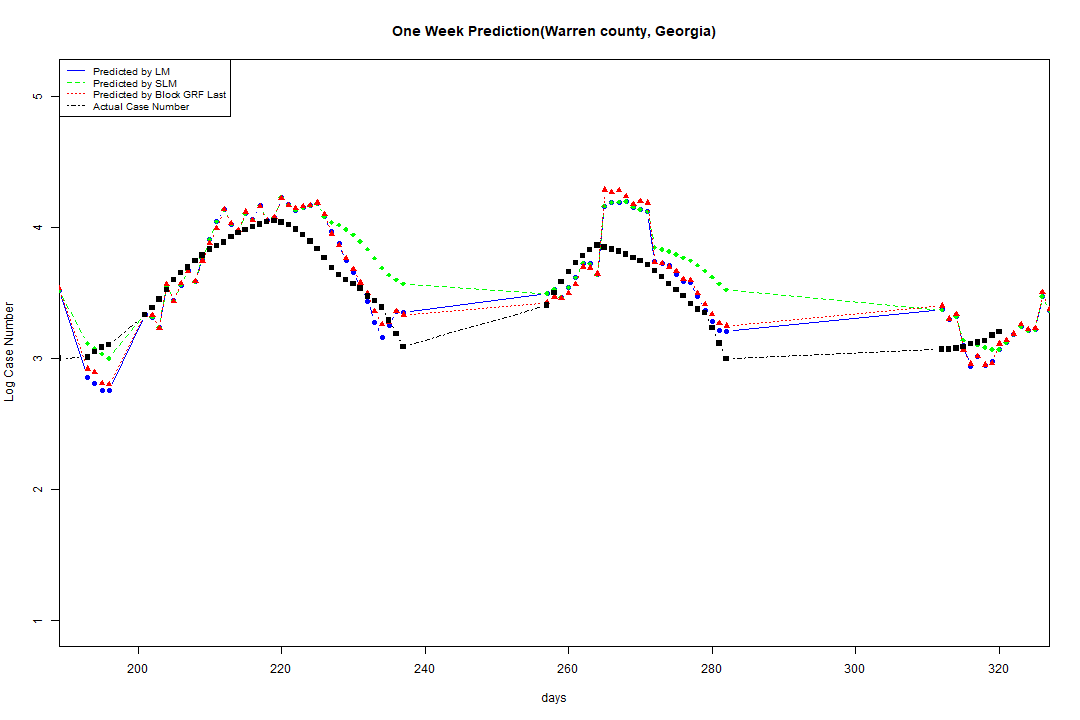 One Week Prediction(Warren county, Georgia)
Predicted by LM
Predicted by SLM
Predicted by Block GRF Last
Actual Case Number
5
4
3
2
1
Log Case Number
200 220 240 260 280 300 320
days